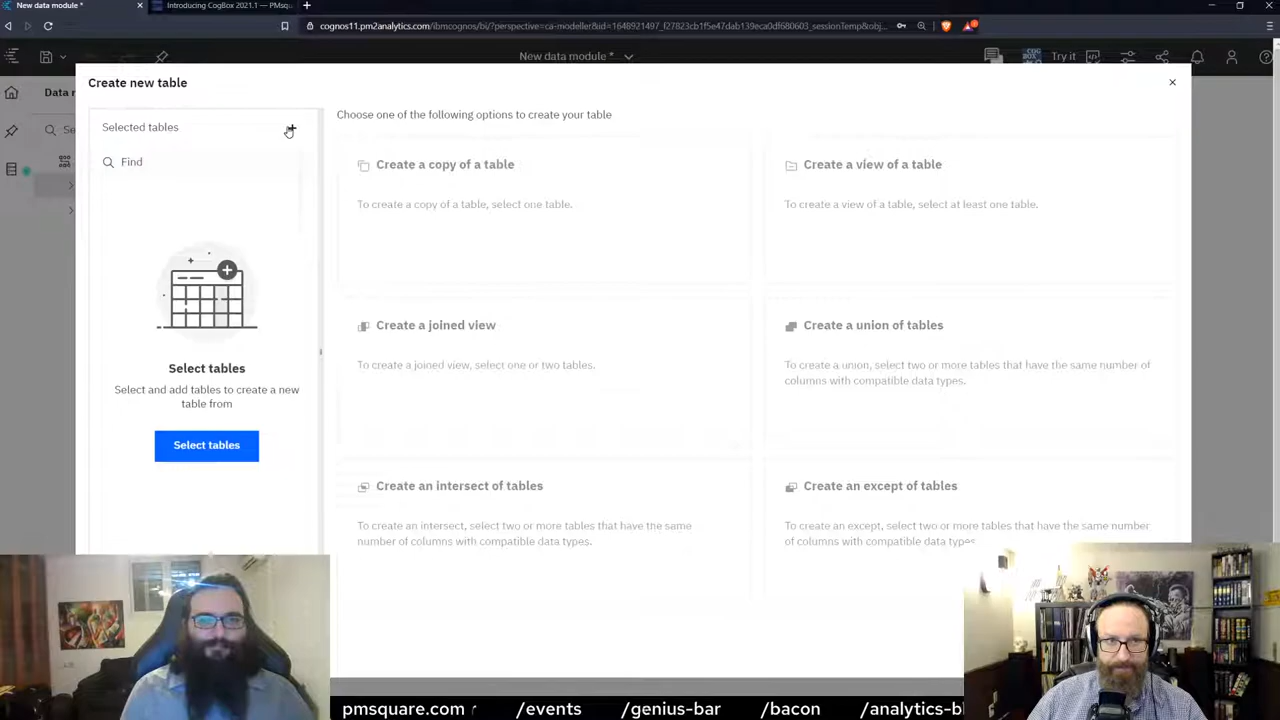 New data module *
Introducing CogBox 2021.1 — PMsqu
cognos11.pm2analytics.com/ibmcognos/bi/?perspective=ca-modeller&id=1648921497_f27823cb1f5e47dab139eca0df680603_sessionTemp&obj...
New data module *
COG BOX
Try it
Create new table
Data
Selected tables
Choose one of the following options to create your table
Find
Create a copy of a table
To create a copy of a table, select one table.
Create a view of a table
To create a view of a table, select at least one table.
Create a joined view
To create a joined view, select one or two tables.
Create a union of tables
To create a union, select two or more tables that have the same number of
columns with compatible data types.
Select tables
Select and add tables to create a new
table from
Select tables
Create an intersect of tables
To create an intersect, select two or more tables that have the same
number of columns with compatible data types.
Create an except of tables
To create an except, select two or more tables that have the same number
of columns with compatible data types.
pmsquare.com /events /genius-bar /bacon /analytics-bl